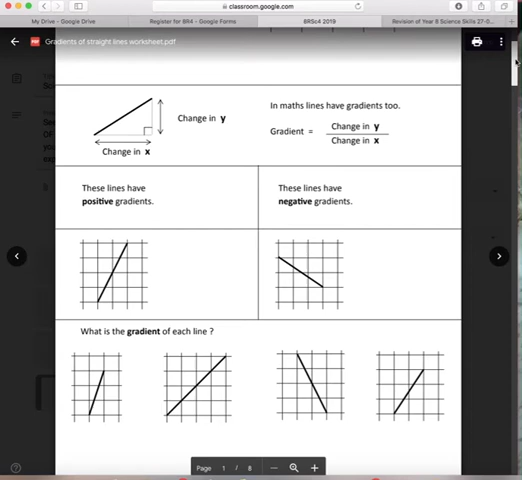 classroom.google.com
My Drive - Google Drive
Register for BR4 - Google Forms
8RSc4 2019
Revision of Year 8 Science Skills 27-0...
PDF Gradients of straight lines worksheet.pdf
Change in y
Change in x
In maths lines have gradients too.
Gradient =
Change in y
Change in x
These lines have
positive gradients.
These lines have
negative gradients.
What is the gradient of each line ?
Page 1 / 8